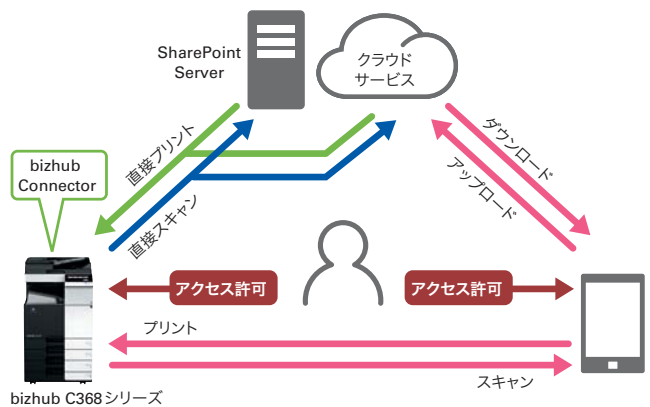 SharePoint
Server
クラウド
サービス
直接プリント
直接スキャン
ダウンロード
アップロード
bizhub
Connector
アクセス許可
アクセス許可
プリント
スキャン
bizhub C368シリーズ